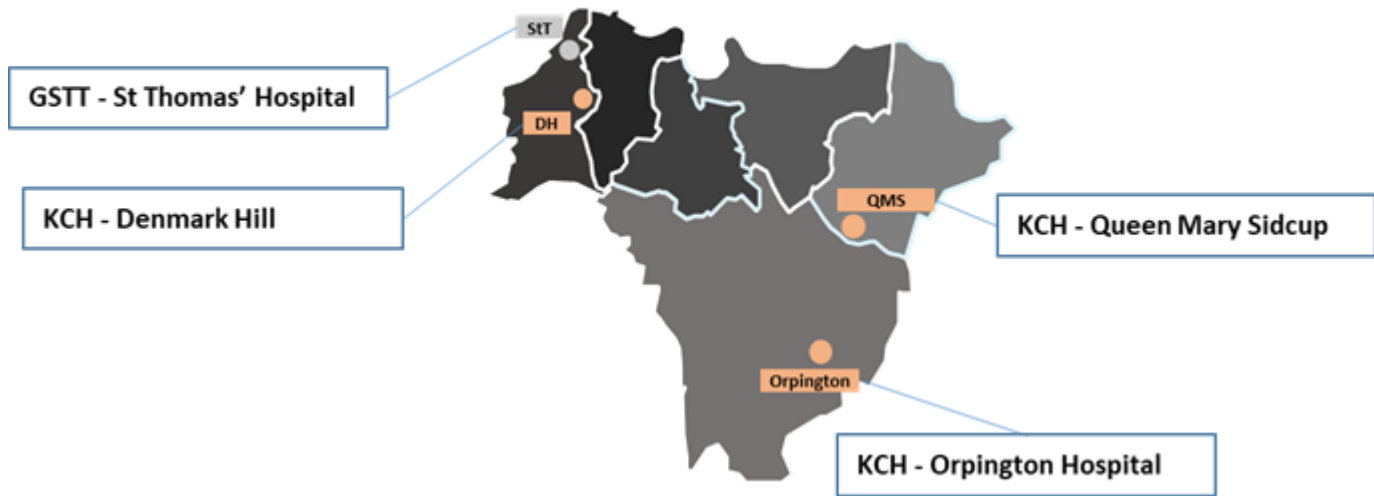 StT
GSTT - St Thomas’ Hospital
DH
KCH - Denmark Hill
QMS
KCH - Queen Mary Sidcup
Orpington
KCH - Orpington Hospital